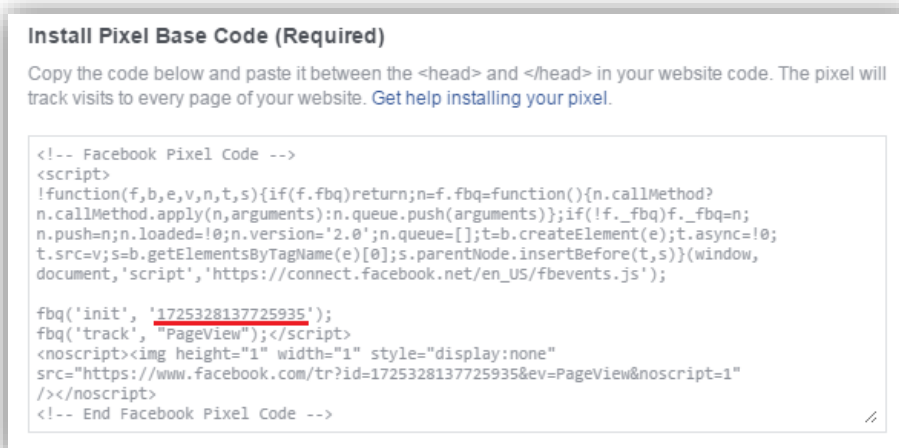 Install Pixel Base Code (Required)
Copy the code below and paste it between the <head> and </head> in your website code. The pixel will
track visits to every page of your website. Get help installing your pixel.
<!-- Facebook Pixel Code -->
<script>
!function(f,b,e,v,n,t,s){if(f.fbq)return;n=f.fbq=function(){n.callMethod?
n.callMethod.apply(n,arguments):n.queue.push(arguments)};if(!f._fbq)f._fbq=n;
n.push=n;n.loaded=!0;n.version='2.0';n.queue=[];t=b.createElement(e);t.async=!0;
t.src=v;s=b.getElementsByTagName(e)[0];s.parentNode.insertBefore(t,s)}(window,
document,'script','https://connect.facebook.net/en_US/fbevents.js');
fbq('init', '1725328137725935');
fbq('track', "PageView");</script>
<noscript><img height="1" width="1" style="display:none"
src="https://www.facebook.com/tr?id=1725328137725935&ev=PageView&noscript=1"
/></noscript>
<!-- End Facebook Pixel Code -->